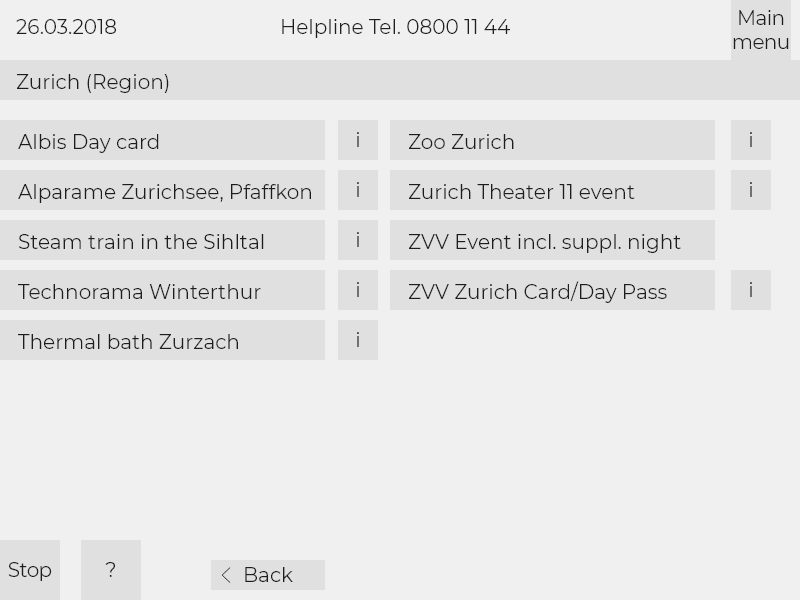 26.03.2018
Helpline Tel. 0800 11 44
Main
menu
Zurich (Region)
Albis Day card
i
Zoo Zurich
i
Alparame Zurichsee, Pfaffkon
i
Zurich Theater 11 event
i
Steam train in the Sihltal
i
ZVV Event incl. suppl. night
Technorama Winterthur
i
ZVV Zurich Card/Day Pass
i
Thermal bath Zurzach
i
Stop
?
< Back